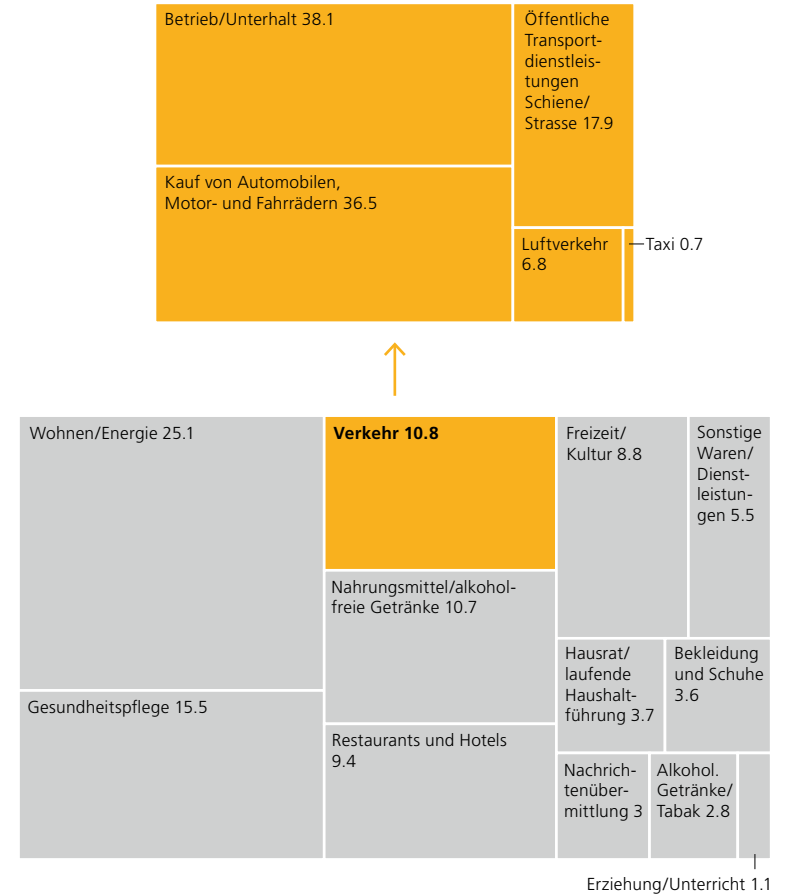 Betrieb/Unterhalt 38.1
Öffentliche
Transport-
dienstleis-
tungen
Schiene/
Strasse 17.9
Kauf von Automobilen,
Motor- und Fahrrädern 36.5
Luftverkehr
6.8
Taxi 0.7
Wohnen/Energie 25.1
Verkehr 10.8
Freizeit/
Kultur 8.8
Sonstige
Waren/
Dienst-
leistun-
gen 5.5
Nahrungsmittel/alkohol-
freie Getränke 10.7
Hausrat/
laufende
Haushalt-
führung 3.7
Bekleidung
und Schuhe
3.6
Gesundheitspflege 15.5
Restaurants und Hotels
9.4
Nachrich-
tenüber-
mittlung 3
Alkohol.
Getränke/
Tabak 2.8
Erziehung/Unterricht 1.1